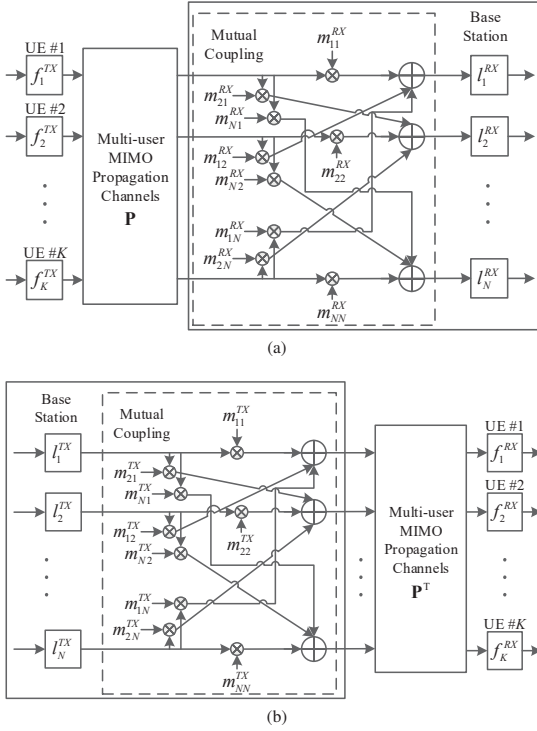 UE #1
f_1^{TX}
UE #2
f_2^{TX}
UE #K
f_K^{TX}
Multi-user
MIMO
Propagation
Channels
P
Mutual
Coupling
m_{11}^{RX}
m_{21}^{RX}
m_{N1}^{RX}
m_{12}^{RX}
m_{N2}^{RX}
m_{22}^{RX}
m_{1N}^{RX}
m_{2N}^{RX}
m_{NN}^{RX}
Base
Station
l_1^{RX}
l_2^{RX}
l_N^{RX}
(a)
Base
Station
l_1^{TX}
l_2^{TX}
l_N^{TX}
Mutual
Coupling
m_{11}^{TX}
m_{21}^{TX}
m_{N1}^{TX}
m_{12}^{TX}
m_{N2}^{TX}
m_{22}^{TX}
m_{1N}^{TX}
m_{2N}^{TX}
m_{NN}^{TX}
Multi-user
MIMO
Propagation
Channels
P^T
UE #1
f_1^{RX}
UE #2
f_2^{RX}
UE #K
f_K^{RX}
(b)